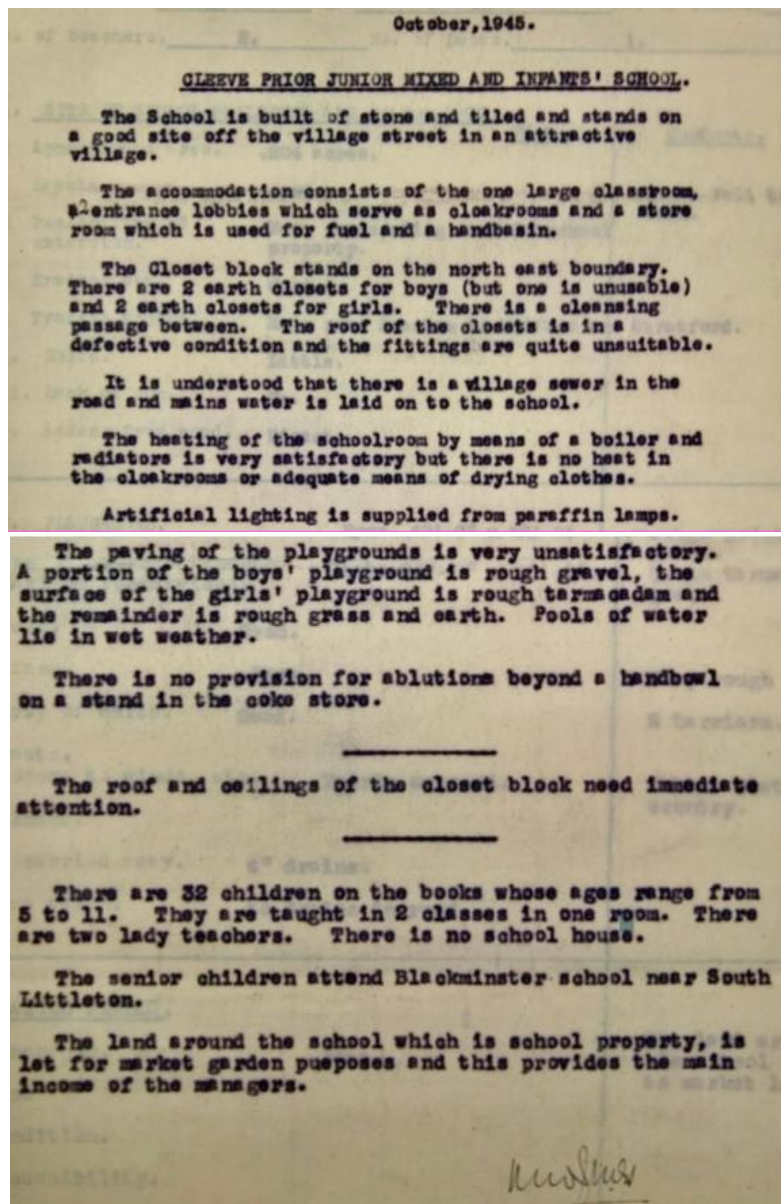 October, 1945.
CLEEVE PRIOR JUNIOR MIXED AND INFANTS' SCHOOL.
The School is built of stone and tiled and stands on
a good site off the village street in an attractive
village.
The accommodation consists of the one large classroom,
2 entrance lobbies which serve as cloakrooms and a store
room which is used for fuel and a handbasin.
The Closet block stands on the north east boundary.
There are 2 earth closets for boys (but one is unusable)
and 2 earth closets for girls. There is a cleansing
passage between. The roof of the closets is in a
defective condition and the fittings are quite unsuitable.
It is understood that there is a village sewer in the
road and mains water is laid on to the school.
The heating of the schoolroom by means of a boiler and
radiators is very satisfactory but there is no heat in
the cloakrooms or adequate means of drying clothes.
Artificial lighting is supplied from paraffin lamps.
The paving of the playgrounds is very unsatisfactory.
A portion of the boys' playground is rough gravel, the
surface of the girls' playground is rough tarmacadam and
the remainder is rough grass and earth. Pools of water
lie in wet weather.
There is no provision for ablutions beyond a handbowl
on a stand in the coke store.
The roof and ceilings of the closet block need immediate
attention.
There are 32 children on the books whose ages range from
5 to 11. They are taught in 2 classes in one room. There
are two lady teachers. There is no school house.
The senior children attend Blackminster school near South
Littleton.
The land around the school which is school property, is
let for market garden pueposes and this provides the main
income of the managers.